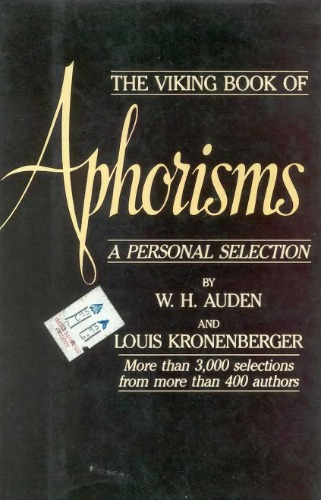 THE VIKING BOOK OF
Aphorisms
A PERSONAL SELECTION
BY
W. H. AUDEN
AND
LOUIS KRONENBERGER
More than 3,000 selections
from more than 400 authors